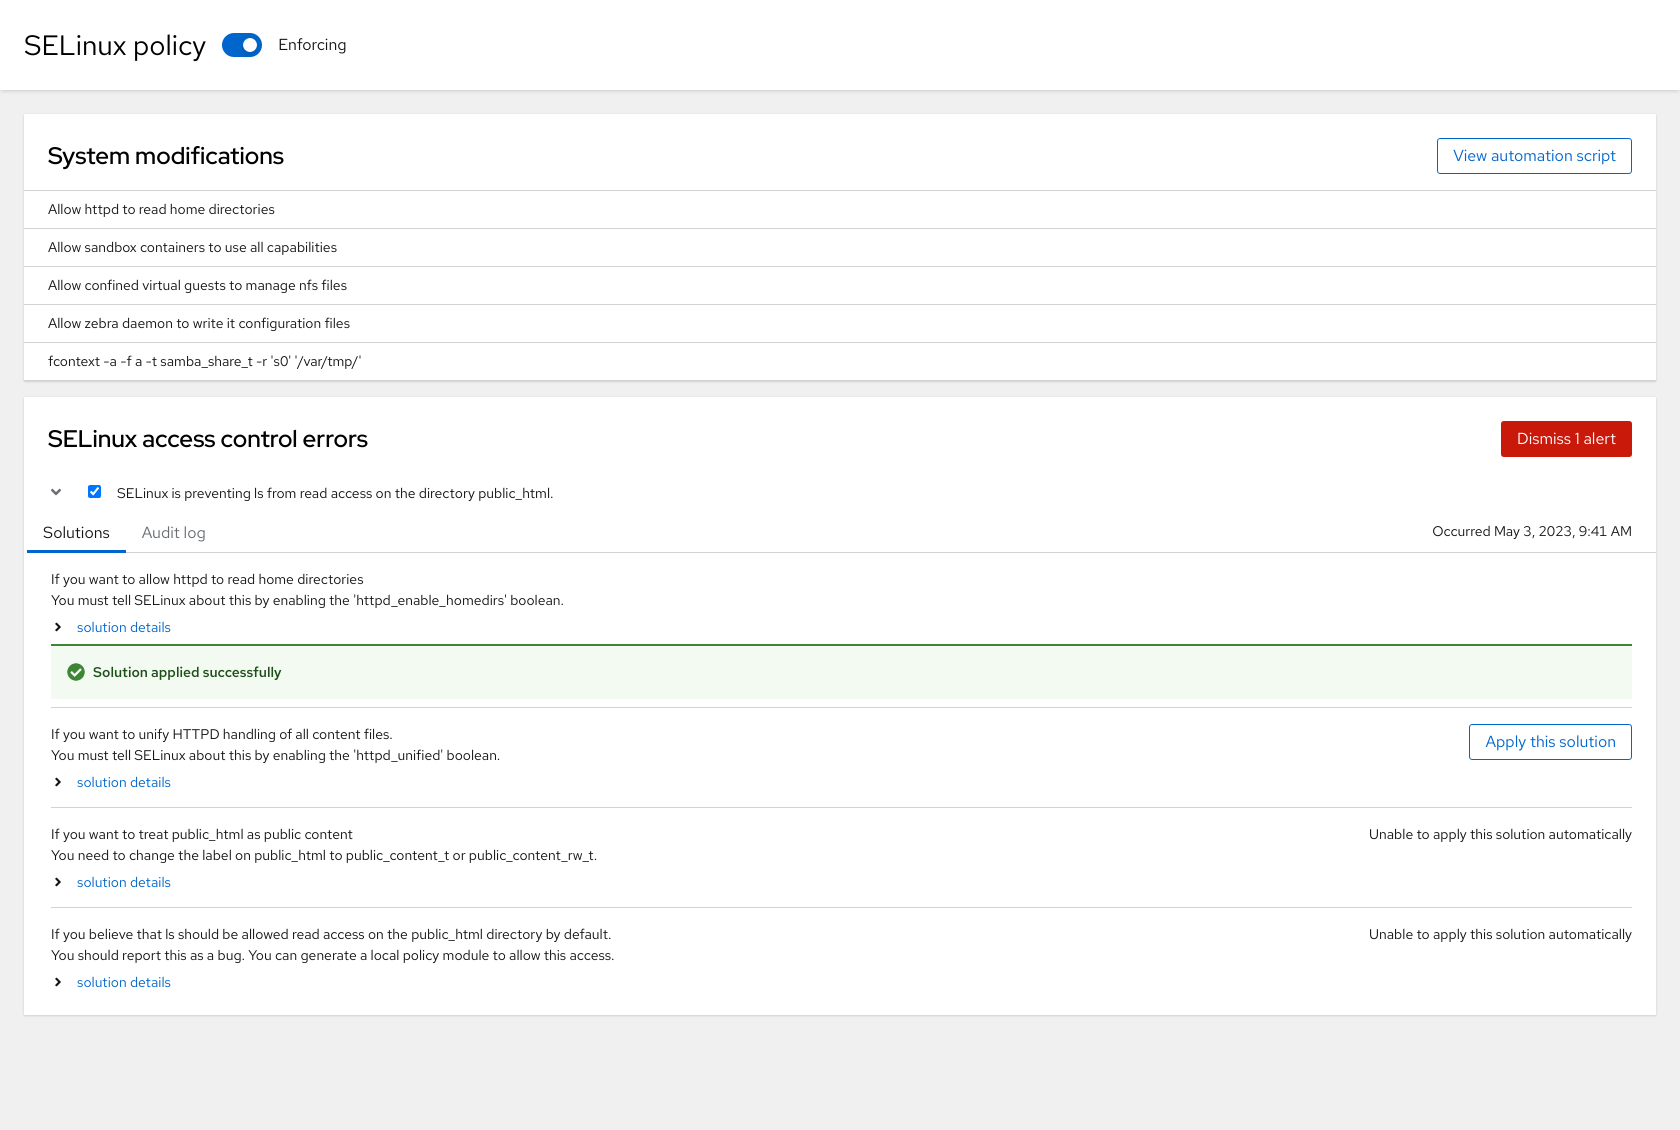 SELinux policy
Enforcing
System modifications
View automation script
Allow httpd to read home directories
Allow sandbox containers to use all capabilities
Allow confined virtual guests to manage nfs files
Allow zebra daemon to write it configuration files
fcontext -a -f a -t samba_share_t -r 's0' '/var/tmp/'
SELinux access control errors
Dismiss 1 alert
SELinux is preventing ls from read access on the directory public_html.
Solutions
Audit log
Occurred May 3, 2023, 9:41 AM
If you want to allow httpd to read home directories
You must tell SELinux about this by enabling the 'httpd_enable_homedirs' boolean.
solution details
Solution applied successfully
If you want to unify HTTPD handling of all content files.
Apply this solution
You must tell SELinux about this by enabling the 'httpd_unified' boolean.
solution details
If you want to treat public_html as public content
Unable to apply this solution automatically
You need to change the label on public_html to public_content_t or public_content_rw_t.
solution details
If you believe that ls should be allowed read access on the public_html directory by default.
Unable to apply this solution automatically
You should report this as a bug. You can generate a local policy module to allow this access.
solution details